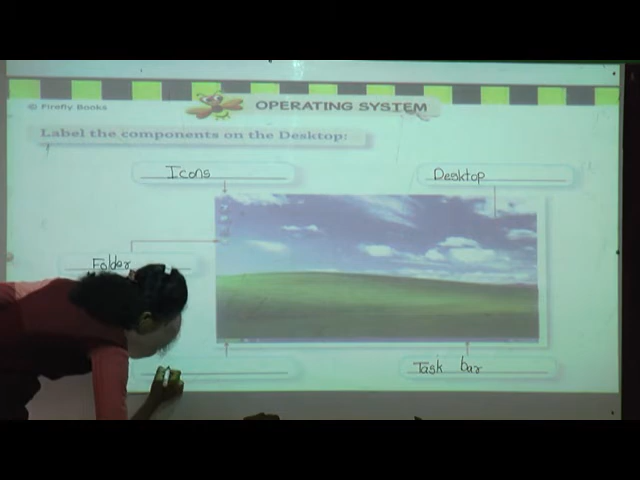 © Firefly Books
OPERATING SYSTEM
Label the components on the Desktop:
Icons
Desktop
Folder
Task bar